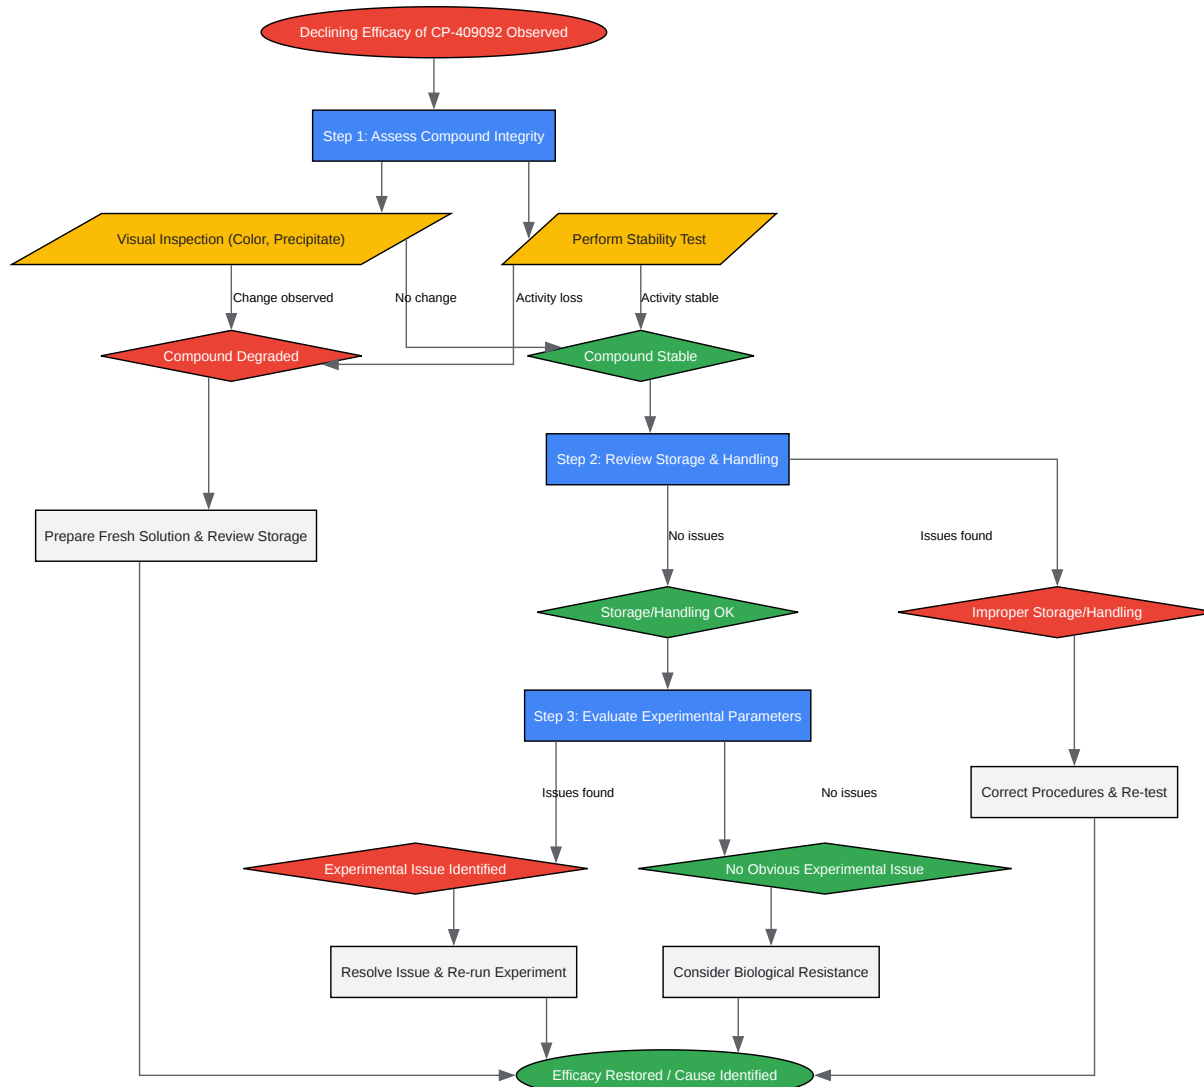 Declining Efficacy of CP-409092 Observed
Step 1: Assess Compound Integrity
Visual Inspection (Color, Precipitate)
Perform Stability Test
Change observed
No change
Activity loss
Activity stable
Compound Degraded
Compound Stable
Step 2: Review Storage & Handling
Prepare Fresh Solution & Review Storage
No issues
Issues found
Storage/Handling OK
Improper Storage/Handling
Step 3: Evaluate Experimental Parameters
Issues found
No issues
Correct Procedures & Re-test
Experimental Issue Identified
No Obvious Experimental Issue
Resolve Issue & Re-run Experiment
Consider Biological Resistance
Efficacy Restored / Cause Identified